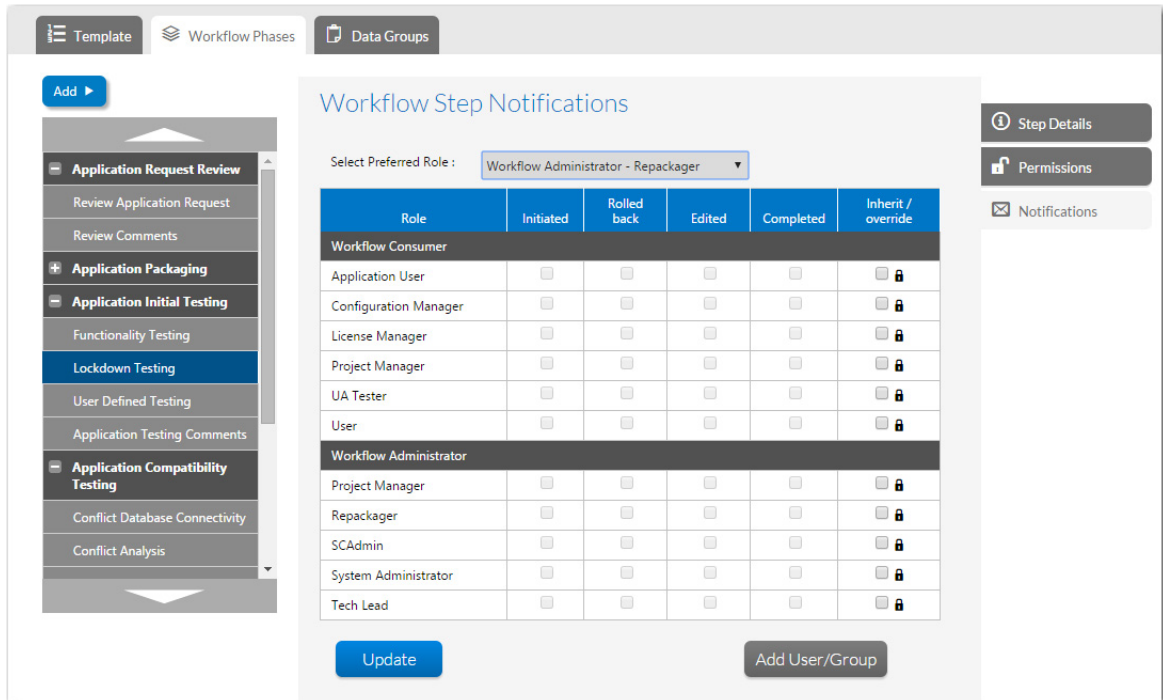 Template
Workflow Phases
Data Groups
Add
Application Request Review
Review Application Request
Review Comments
Application Packaging
Application Initial Testing
Functionality Testing
Lockdown Testing
User Defined Testing
Application Testing Comments
Application Compatibility
Testing
Conflict Database Connectivity
Conflict Analysis
Workflow Step Notifications
Select Preferred Role :
Workflow Administrator - Repackager
Role Initiated Rolled back Edited Completed Inherit / override
Workflow Consumer
Application User
Configuration Manager
License Manager
Project Manager
UA Tester
User
Workflow Administrator
Project Manager
Repackager
SCAdmin
System Administrator
Tech Lead
Update
Add User/Group
Step Details
Permissions
Notifications